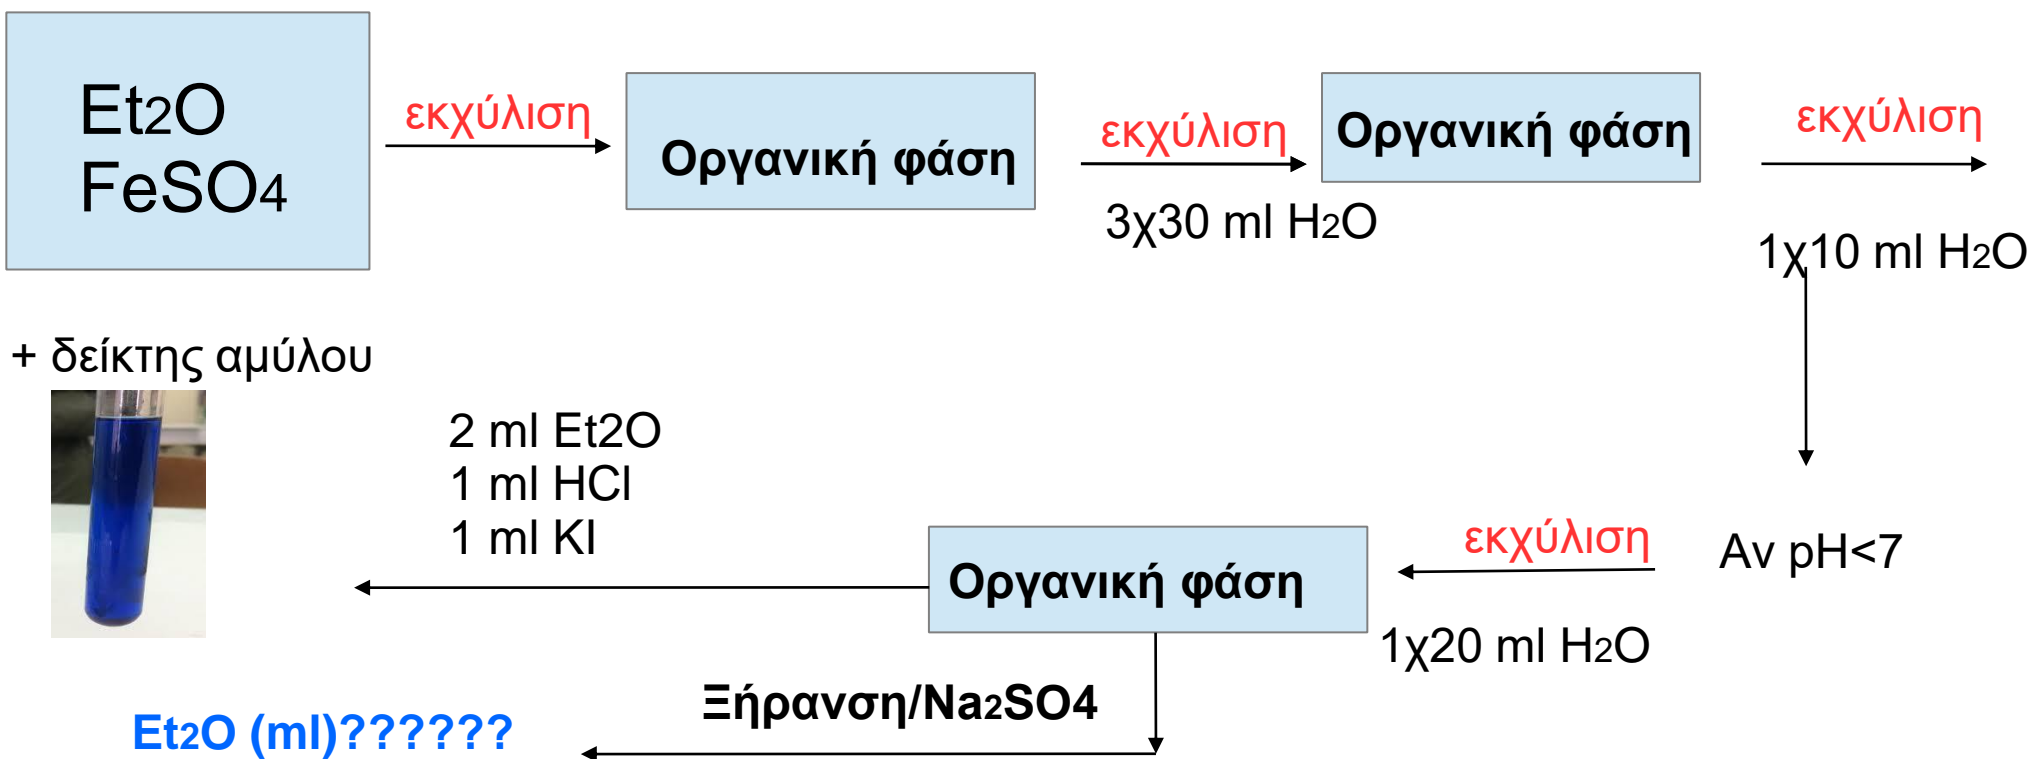 Et2O
FeSO4
εκχύλιση
Οργανική φάση
εκχύλιση
3χ30 ml H2O
Οργανική φάση
εκχύλιση
1χ10 ml H2O
+ δείκτης αμύλου
2 ml Et2O
1 ml HCl
1 ml KI
Οργανική φάση
εκχύλιση
1χ20 ml H2O
Αν pH<7
Ξήρανση/Na2SO4
Et2O (ml)??????